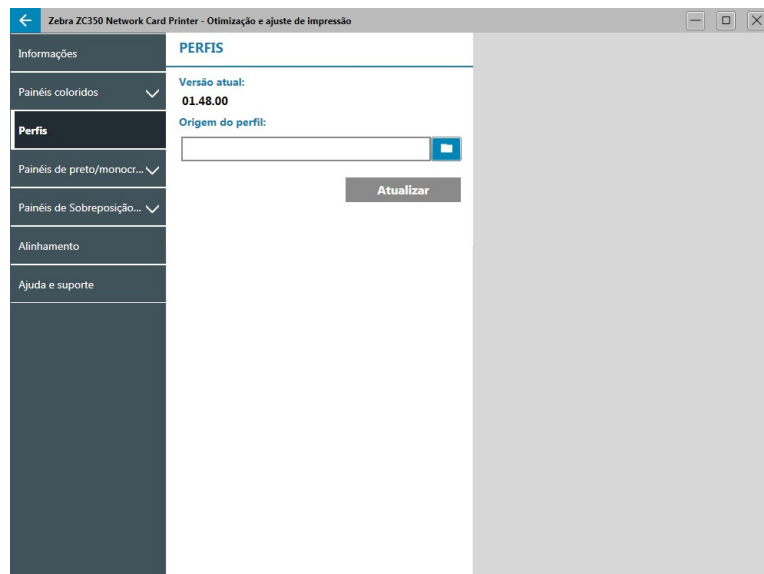 Zebra ZC350 Network Card Printer - Otimização e ajuste de impressão
Informações
Painéis coloridos
Perfis
Painéis de preto/monocr...
Painéis de Sobreposição...
Alinhamento
Ajuda e suporte
PERFIS
Versão atual:
01.48.00
Origem do perfil:
Atualizar